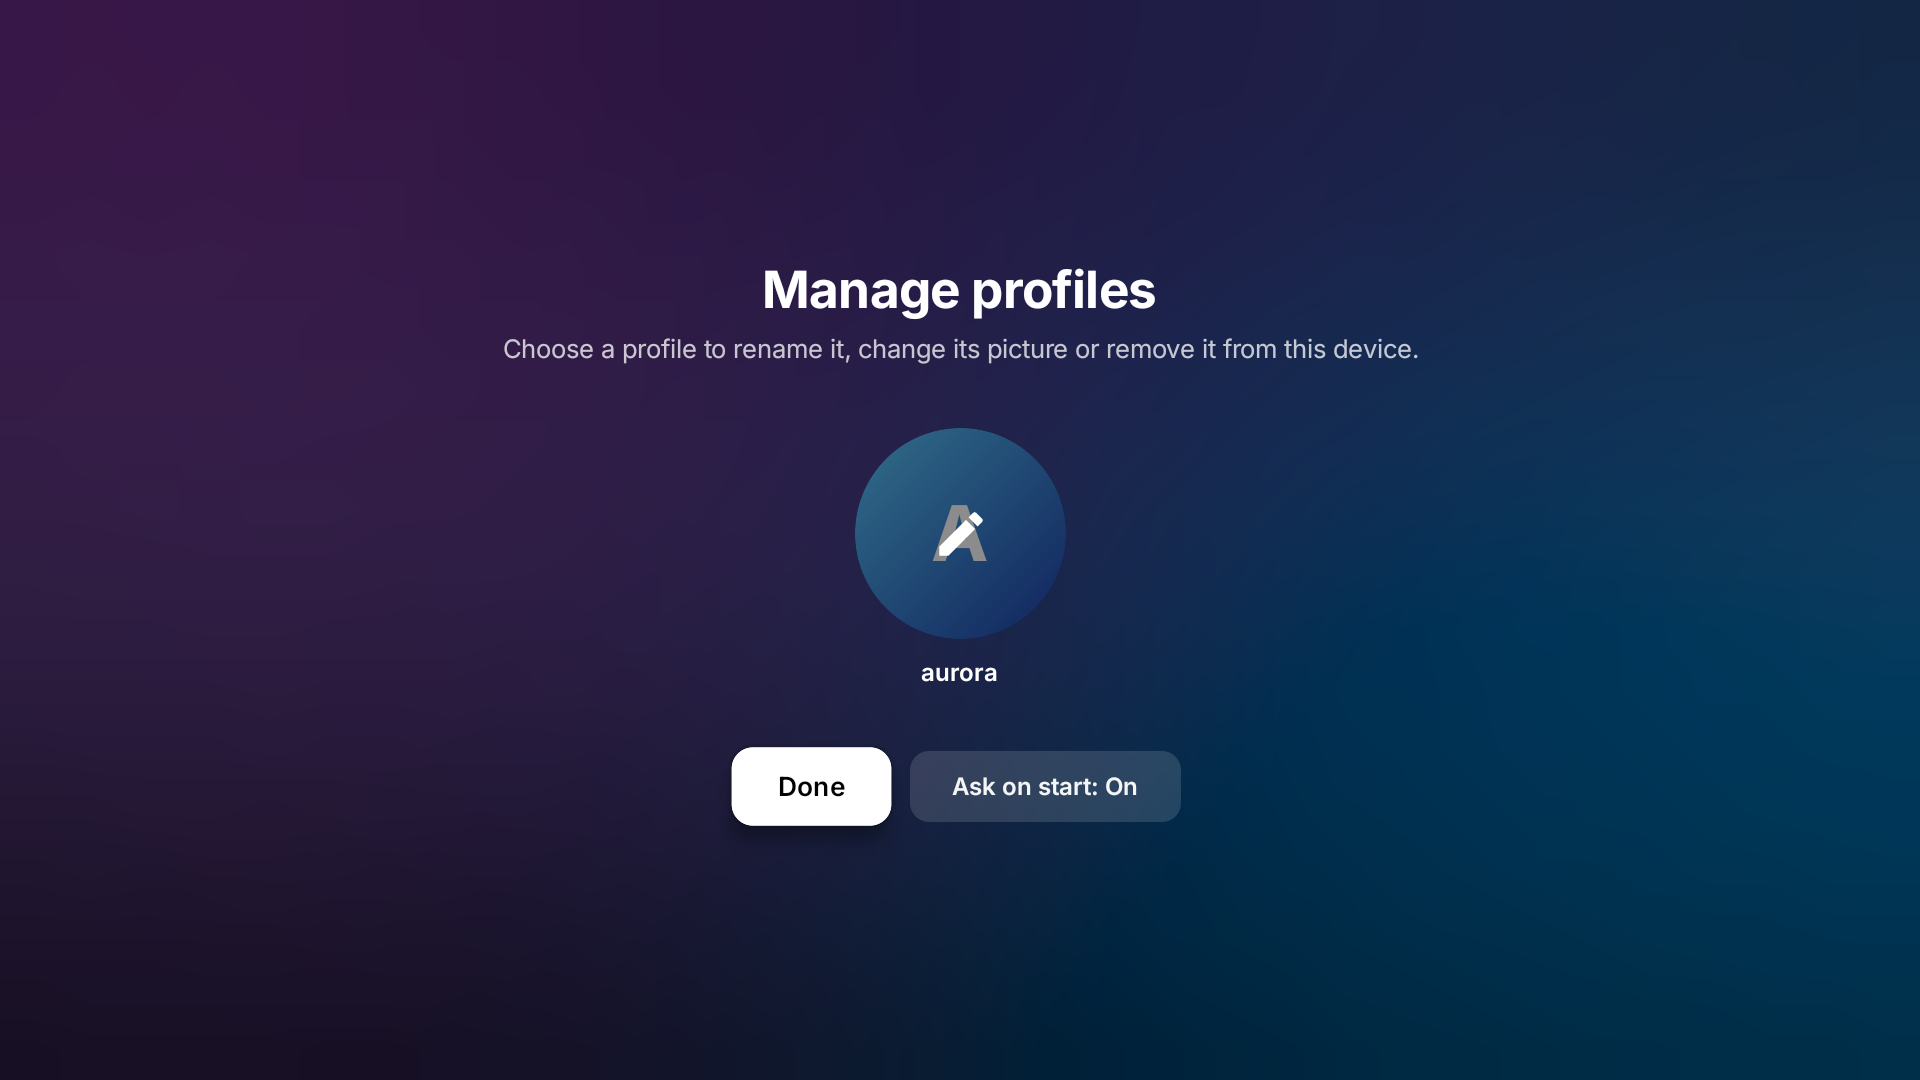 Manage profiles
Choose a profile to rename it, change its picture or remove it from this device.
A
aurora
Done
Ask on start: On